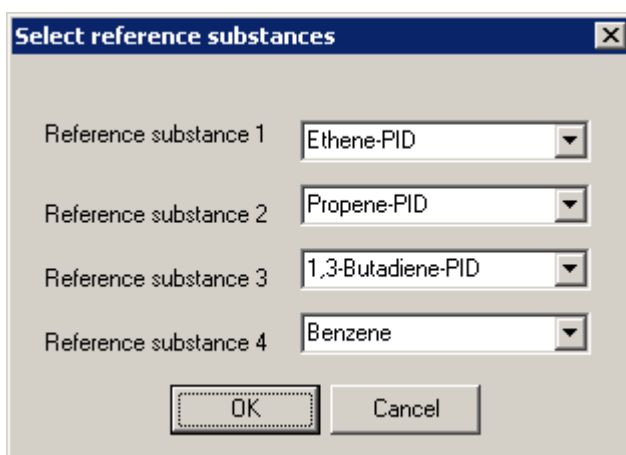 Select reference substances
Reference substance 1 Ethene-PID
Reference substance 2 Propene-PID
Reference substance 3 1,3-Butadiene-PID
Reference substance 4 Benzene
OK Cancel